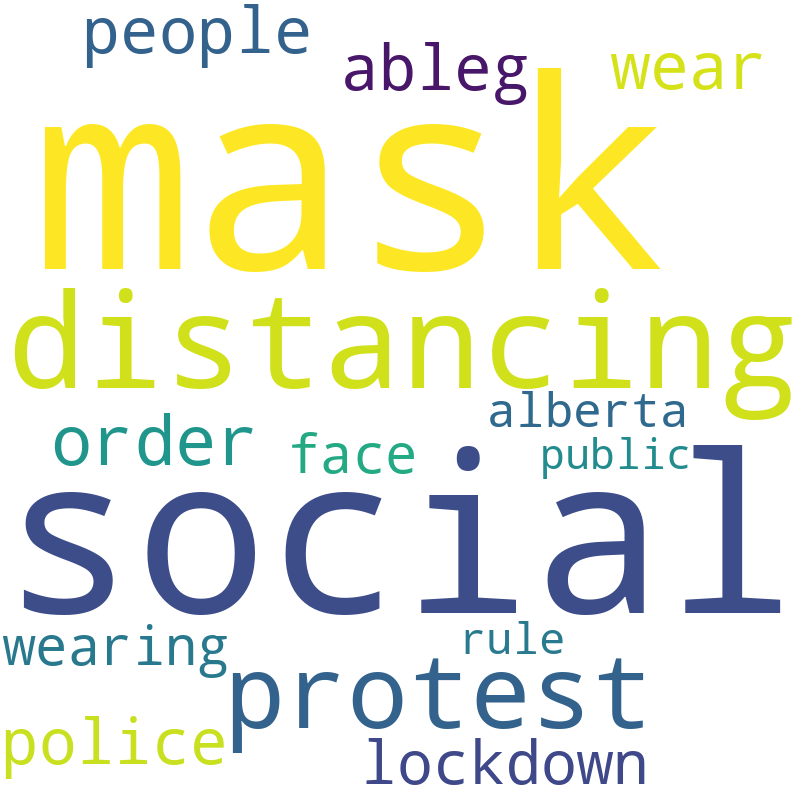 people
ableg
wear
mask
distancing
alberta
order
face
public
social
wearing
rule
protest
police
lockdown